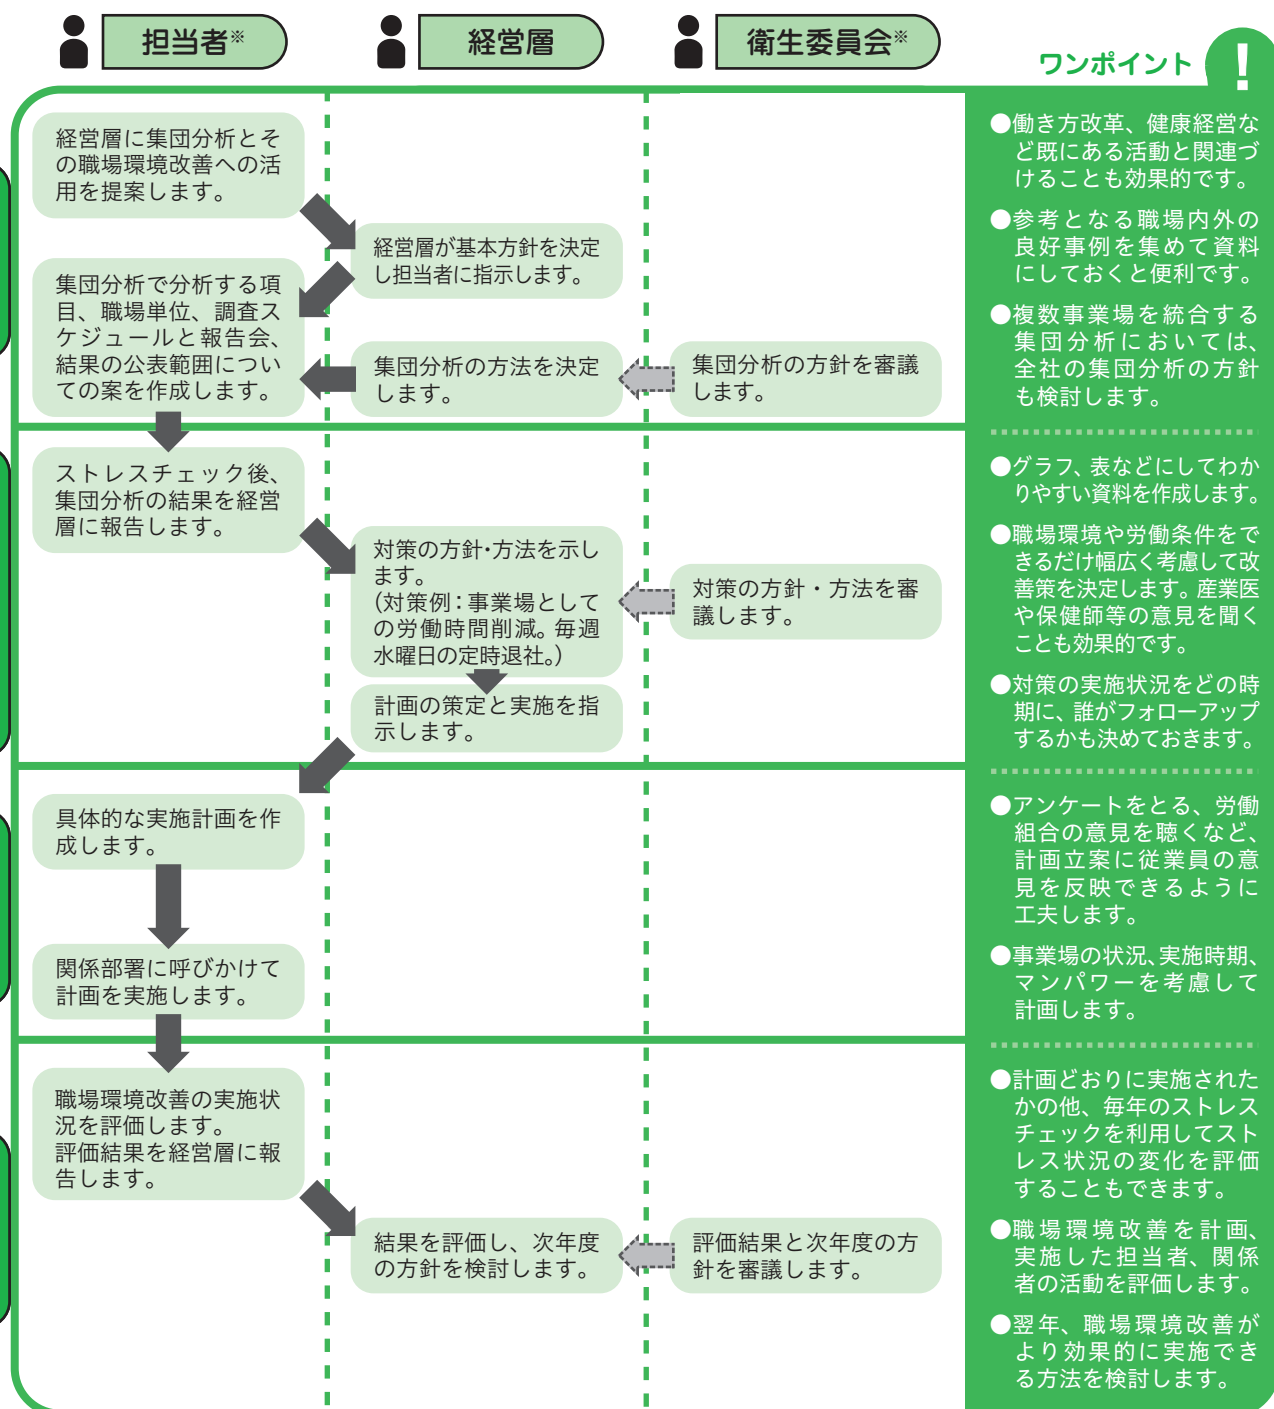 担当者※
経営層
衛生委員会※
ワンポイント
!
経営層に集団分析とそ
の職場環境改善への活
用を提案します。
経営層が基本方針を決定
し担当者に指示します。
集団分析で分析する項
目、職場単位、調査ス
ケジュールと報告会、
結果の公表範囲につい
ての案を作成します。
集団分析の方法を決定
します。
集団分析の方針を審議
します。
●働き方改革、健康経営な
ど既にある活動と関連づ
けることも効果的です。
●参考となる職場内外の
良好事例を集めて資料
にしておくと便利です。
●複数事業場を統合する
集団分析においては、
全社の集団分析の方針
も検討します。
ストレスチェック後、
集団分析の結果を経営
層に報告します。
対策の方針・方法を示し
ます。
(対策例：事業場として
の労働時間削減。毎週
水曜日の定時退社。)
対策の方針・方法を審
議します。
計画の策定と実施を指
示します。
●グラフ、表などにしてわか
りやすい資料を作成します。
●職場環境や労働条件をで
きるだけ幅広く考慮して改
善策を決定します。産業医
や保健師等の意見を聞く
ことも効果的です。
●対策の実施状況をどの時
期に、誰がフォローアップ
するかも決めておきます。
具体的な実施計画を作
成します。
関係部署に呼びかけて
計画を実施します。
●アンケートをとる、労働
組合の意見を聴くなど、
計画立案に従業員の意
見を反映できるように
工夫します。
●事業場の状況、実施時期、
マンパワーを考慮して
計画します。
職場環境改善の実施状
況を評価します。
評価結果を経営層に報
告します。
結果を評価し、次年度
の方針を検討します。
評価結果と次年度の方
針を審議します。
●計画どおりに実施された
かの他、毎年のストレス
チェックを利用してスト
レス状況の変化を評価
することもできます。
●職場環境改善を計画、
実施した担当者、関係
者の活動を評価します。
●翌年、職場環境改善が
より効果的に実施でき
る方法を検討します。